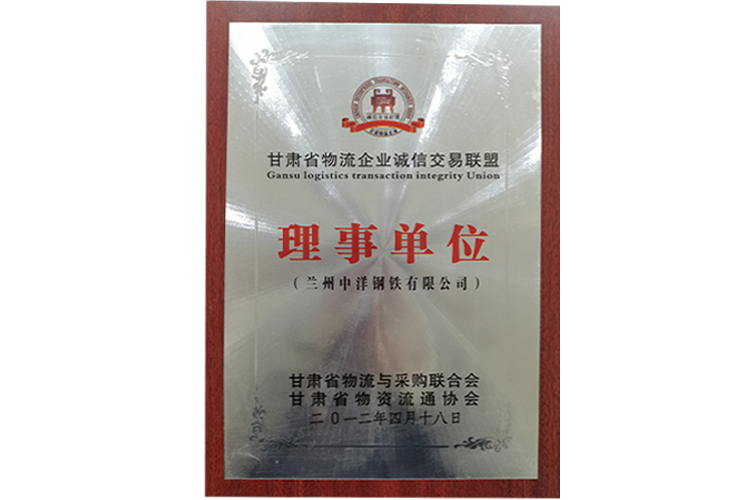 甘肃省物流企业诚信交易联盟
Gansu logistics transaction integrity Union
理事单位
（兰州中洋钢铁有限公司）
甘肃省物流与采购联合会
甘肃省物资流通协会
二〇一二年四月十八日